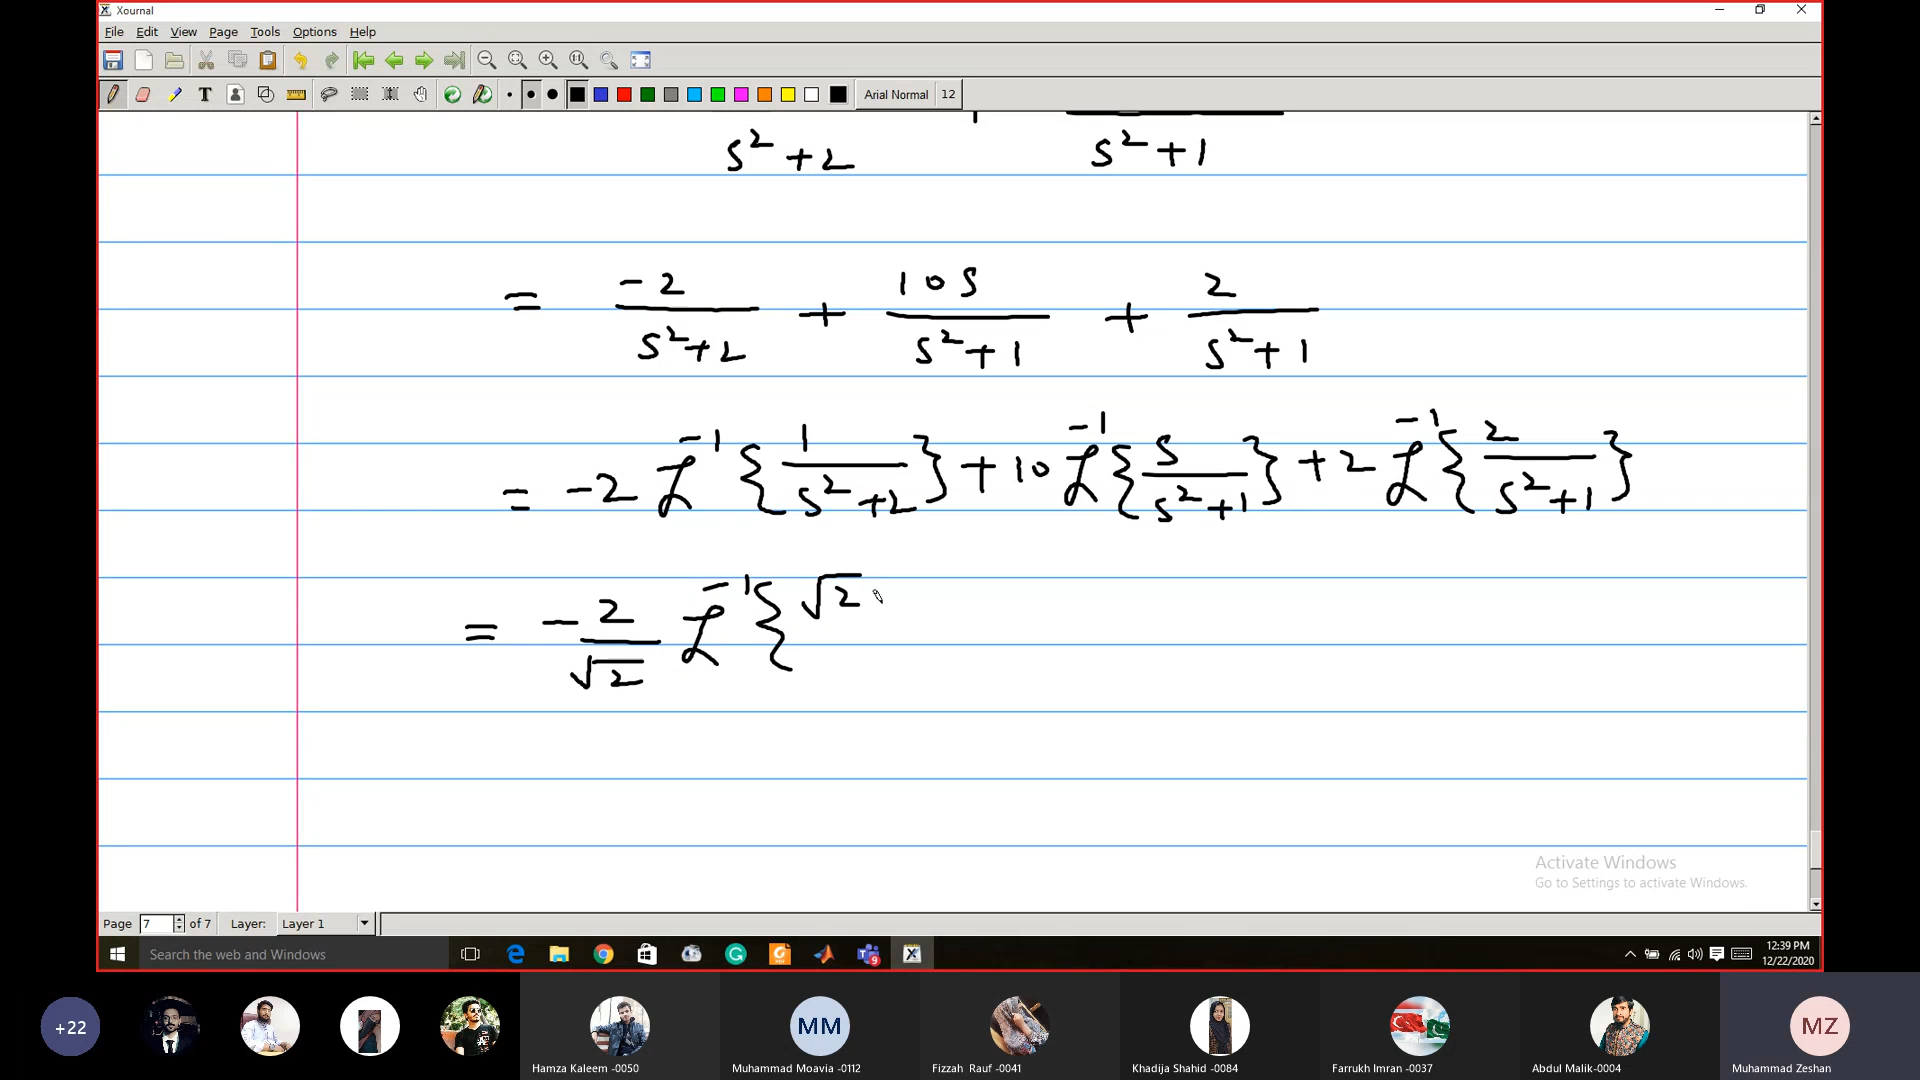 Xournal
File Edit View Page Tools Options Help
Arial Normal 12
s²+2 s²+1
= -2/(s²+2) + 10s/(s²+1) + 2/(s²+1)
= -2 ℒ⁻¹{1/(s²+2)} + 10 ℒ⁻¹{s/(s²+1)} + 2 ℒ⁻¹{2/(s²+1)}
= -2/√2 ℒ⁻¹{√2
Activate Windows
Go to Settings to activate Windows.
Page 7 of 7 Layer: Layer 1
Search the web and Windows
9
12:39 PM
12/22/2020
+22
MM
MZ
Hamza Kaleem -0050
Muhammad Moavia -0112
Fizzah Rauf -0041
Khadija Shahid -0084
Farrukh Imran -0037
Abdul Malik-0004
Muhammad Zeshan